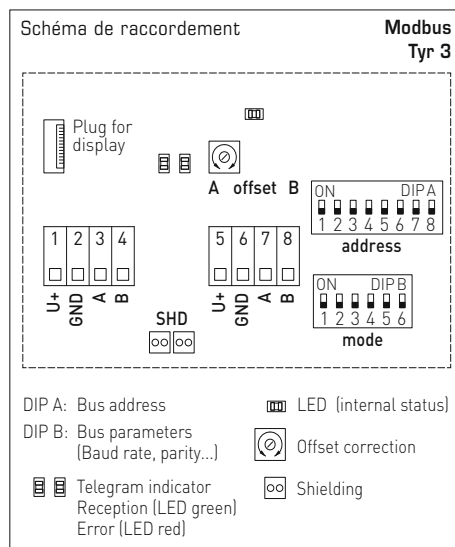 Schéma de raccordement
Modbus
Tyr 3
Plug for
display
A offset B
ON DIP A
1 2 3 4 5 6 7 8
address
1 2 3 4
5 6 7 8
U+ GND A B
U+ GND A B
ON DIP B
1 2 3 4 5 6
mode
SHD
DIP A: Bus address
DIP B: Bus parameters
(Baud rate, parity...)
Telegram indicator
Reception (LED green)
Error (LED red)
LED (internal status)
Offset correction
Shielding